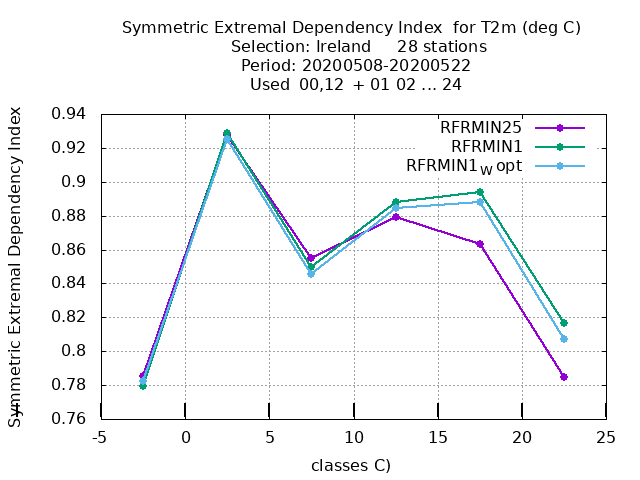 Symmetric Extremal Dependency Index  for T2m (deg C)
Selection: Ireland     28 stations
Period: 20200508-20200522
Used  00,12  + 01 02 ... 24
Symmetric Extremal Dependency Index
0.94
0.92
0.9
0.88
0.86
0.84
0.82
0.8
0.78
0.76
RFRMIN25
RFRMIN1
RFRMIN1W opt
-5
0
5
10
15
20
25
classes C)